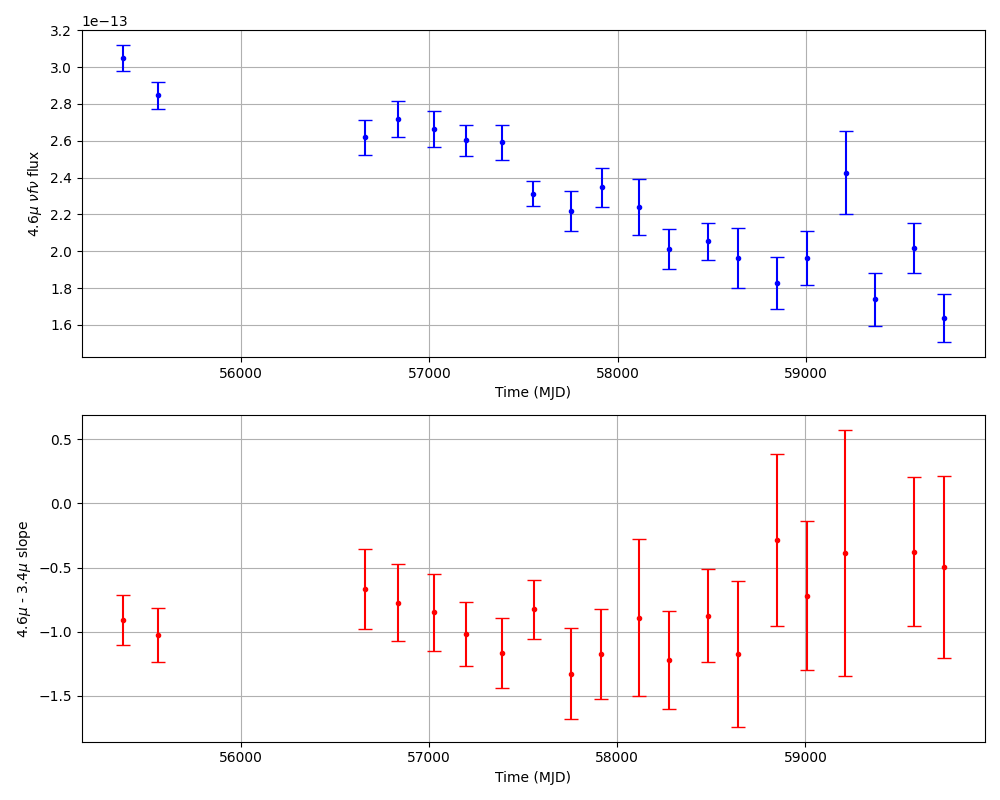 1e−13
3.2
3.0
2.8
2.6
2.4
2.2
2.0
1.8
1.6
4.6μ νfν flux
56000 57000 58000 59000
Time (MJD)
0.5
0.0
−0.5
−1.0
−1.5
4.6μ - 3.4μ slope
56000 57000 58000 59000
Time (MJD)